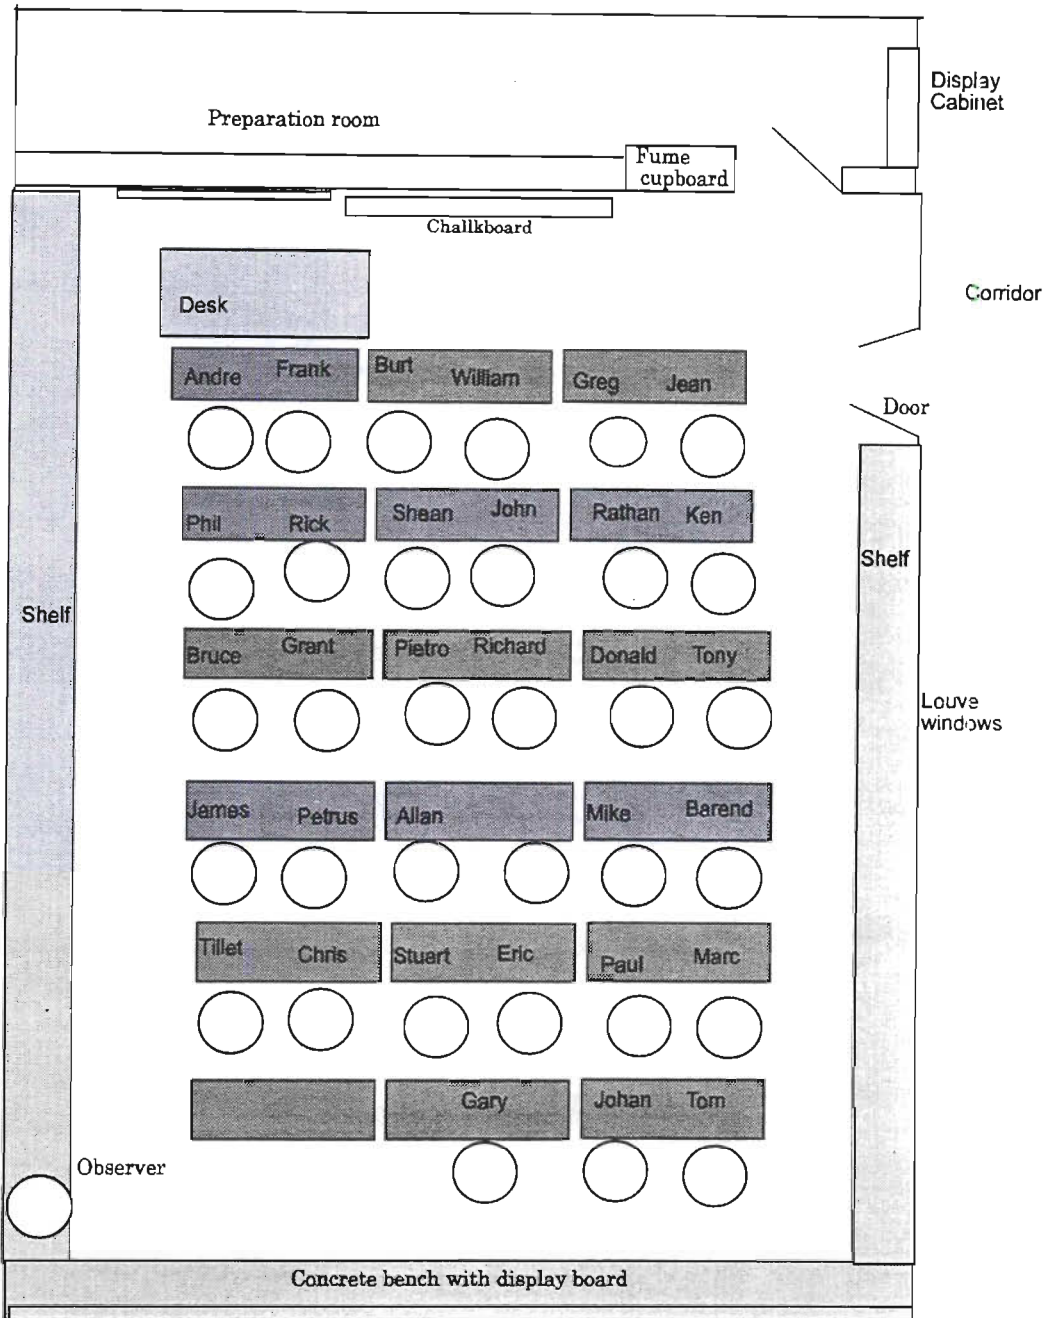 Display
Cabinet
Preparation room
Fume
cupboard
Challkboard
Corridor
Desk
Andre Frank Burt William Greg Jean
Door
Phil Rick Shean John Rathan Ken
Shelf
Shelf
Bruce Grant Pietro Richard Donald Tony
Louve
windows
James Petrus Allan Mike Barend
Tillet Chris Stuart Eric Paul Marc
Gary Johan Tom
Observer
Concrete bench with display board